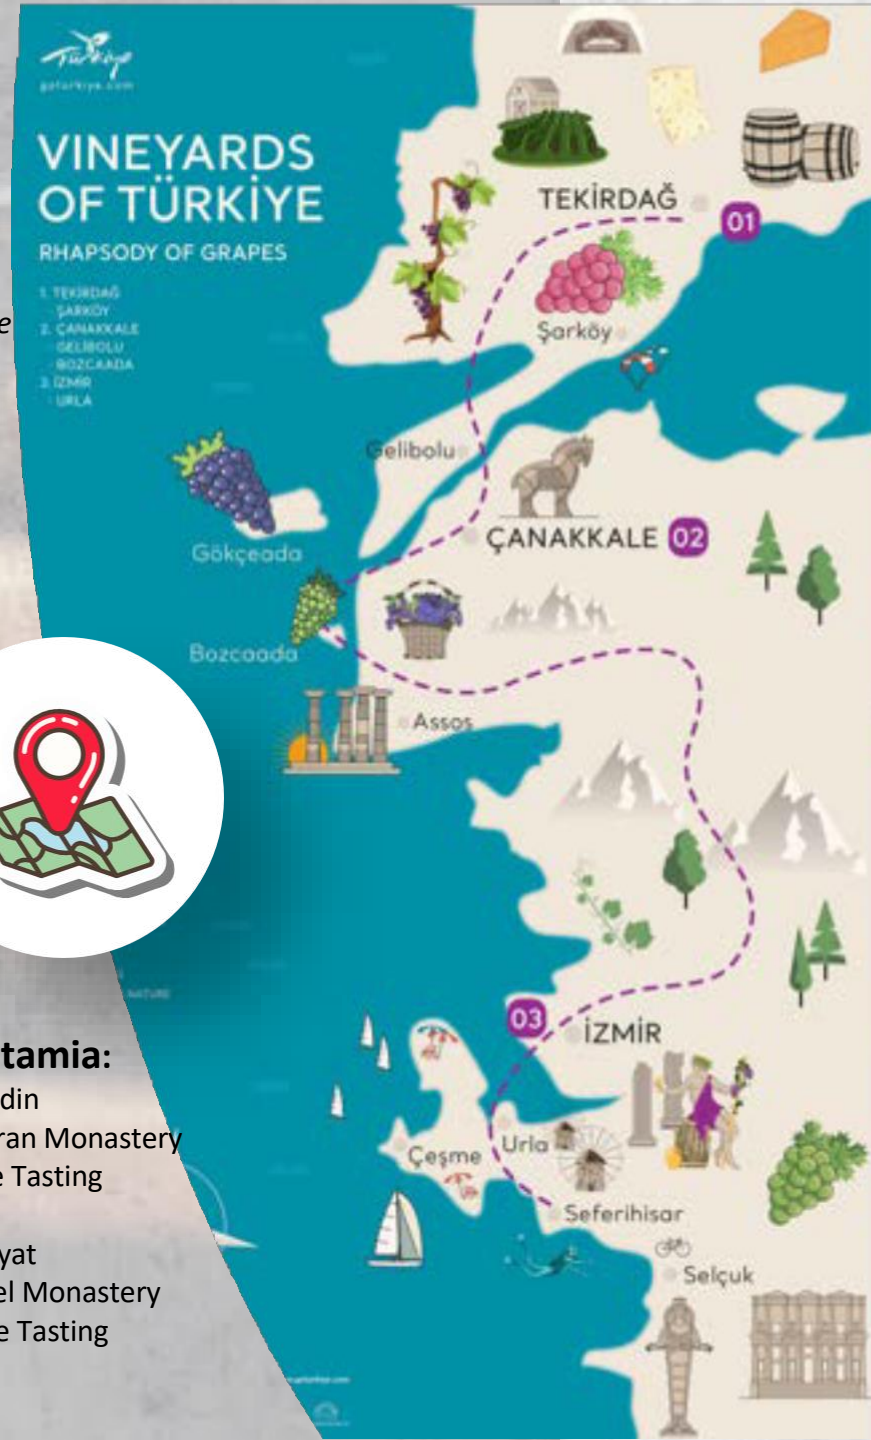 Türkiye
goturkiye.com
VINEYARDS
OF TÜRKİYE
RHAPSODY OF GRAPES
1. TEKİRDAĞ
ŞARKÖY
2. ÇANAKKALE
GELİBOLU
BOZCAADA
3. İZMİR
URLA
e
TEKİRDAĞ
01
Şarköy
Gelibolu
ÇANAKKALE 02
Gökçeada
Bozcaada
Assos
NATURE
03
İZMİR
Çeşme
Urla
Seferihisar
Selçuk
tamia:
din
ran Monastery
e Tasting
yat
el Monastery
e Tasting